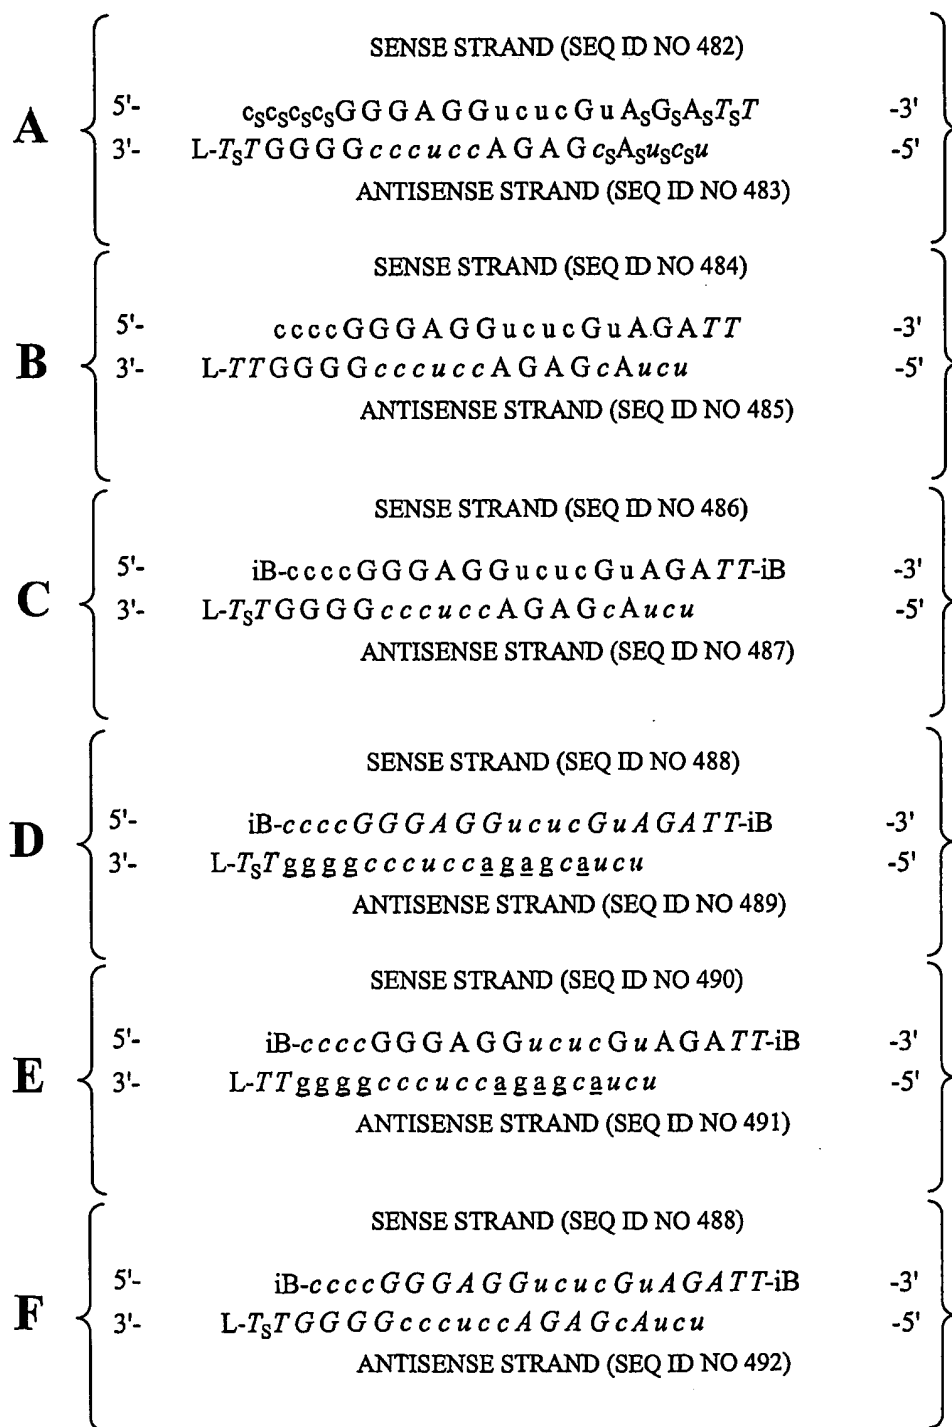 SENSE STRAND (SEQ ID NO 482)
A
5'- cScScScSGGGAGGucucGuASGSASTST -3'
3'- L-TSTGGGGcccuccAGAGcSASuScSu -5'
ANTISENSE STRAND (SEQ ID NO 483)
SENSE STRAND (SEQ ID NO 484)
B
5'- ccccGGGAGGucucGuAGATT -3'
3'- L-TTGGGGcccuccAGAGcAucu -5'
ANTISENSE STRAND (SEQ ID NO 485)
SENSE STRAND (SEQ ID NO 486)
C
5'- iB-ccccGGGAGGucucGuAGATT-iB -3'
3'- L-TSTGGGGcccuccAGAGcAucu -5'
ANTISENSE STRAND (SEQ ID NO 487)
SENSE STRAND (SEQ ID NO 488)
D
5'- iB-ccccGGGAGGucucGuAGATT-iB -3'
3'- L-TSTggggcccuccagagcaucu -5'
ANTISENSE STRAND (SEQ ID NO 489)
SENSE STRAND (SEQ ID NO 490)
E
5'- iB-ccccGGGAGGucucGuAGATT-iB -3'
3'- L-TTggggcccuccagagcaucu -5'
ANTISENSE STRAND (SEQ ID NO 491)
SENSE STRAND (SEQ ID NO 488)
F
5'- iB-ccccGGGAGGucucGuAGATT-iB -3'
3'- L-TSTGGGGcccuccAGAGcAucu -5'
ANTISENSE STRAND (SEQ ID NO 492)